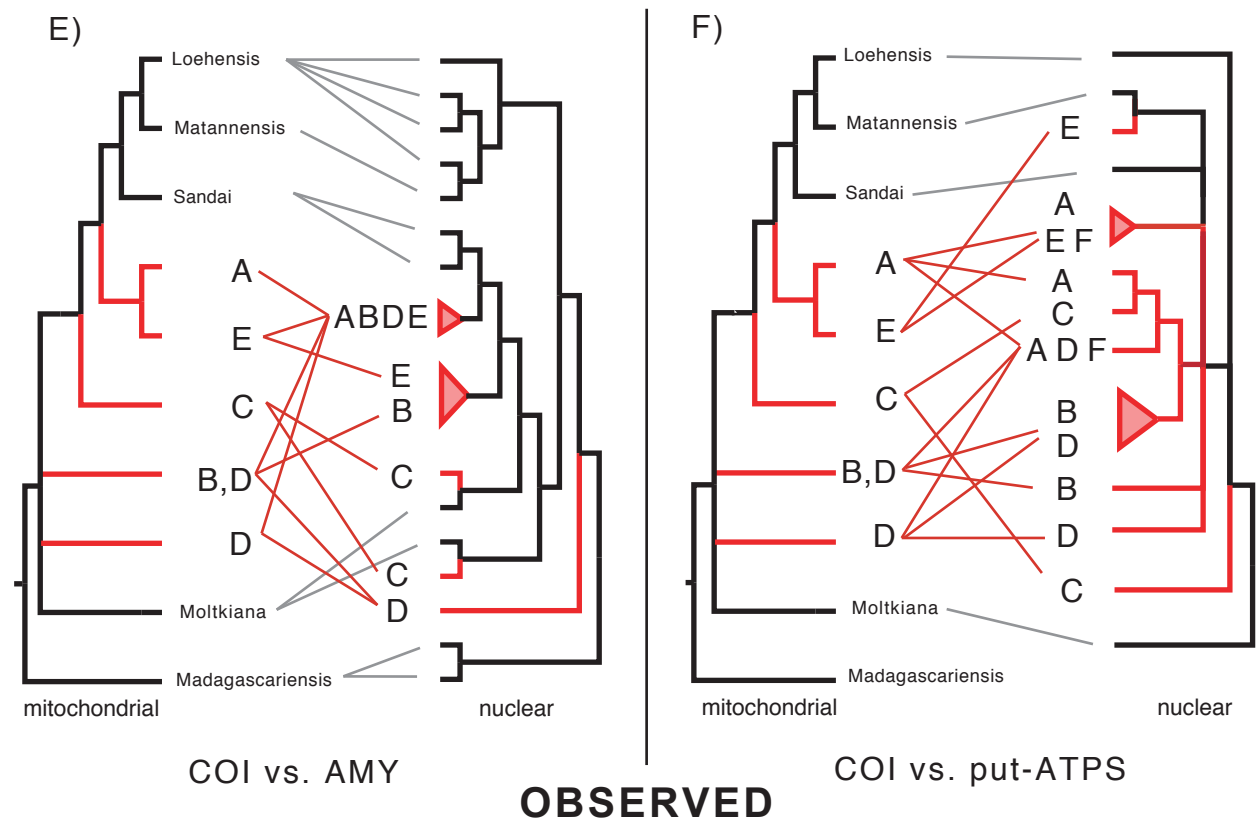 E)
Loehensis
Matannensis
Sandai
A
E
C
B,D
D
Moltkiana
Madagascariensis
ABDE
E
B
C
C
D
mitochondrial
nuclear
COI vs. AMY
F)
Loehensis
Matannensis
Sandai
A
E
C
B,D
D
Moltkiana
Madagascariensis
E
A
E F
A
C
A D F
B
D
B
D
C
mitochondrial
nuclear
COI vs. put-ATPS
OBSERVED